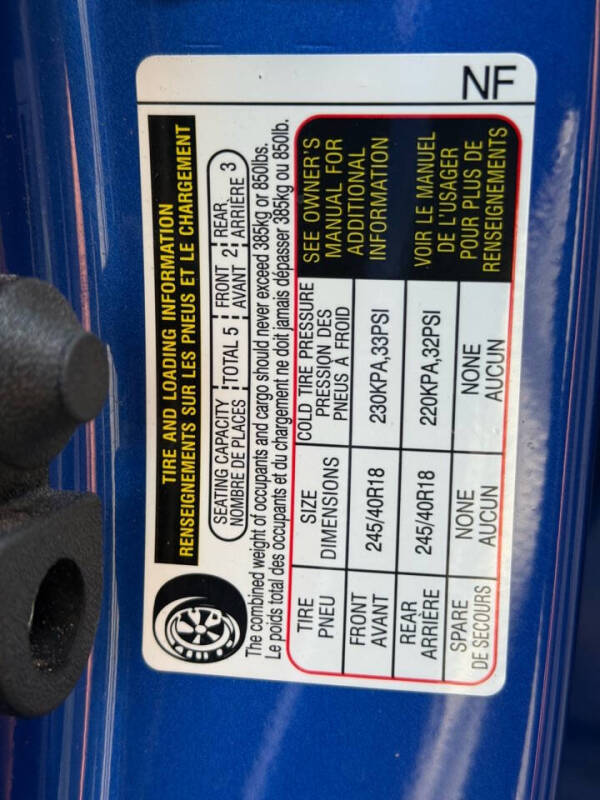 NF
TIRE AND LOADING INFORMATION
RENSEIGNEMENTS SUR LES PNEUS ET LE CHARGEMENT
SEATING CAPACITY
NOMBRE DE PLACES
TOTAL 5
FRONT
AVANT 2
REAR
ARRIÈRE 3
The combined weight of occupants and cargo should never exceed 385kg or 850lbs.
Le poids total des occupants et du chargement ne doit jamais dépasser 385kg ou 850lb.
TIRE
PNEU
SIZE
DIMENSIONS
COLD TIRE PRESSURE
PRESSION DES
PNEUS À FROID
FRONT
AVANT
245/40R18
230KPA,33PSI
REAR
ARRIÈRE
245/40R18
220KPA,32PSI
SPARE
DE SECOURS
NONE
AUCUN
NONE
AUCUN
SEE OWNER'S
MANUAL FOR
ADDITIONAL
INFORMATION
VOIR LE MANUEL
DE L'USAGER
POUR PLUS DE
RENSEIGNEMENTS